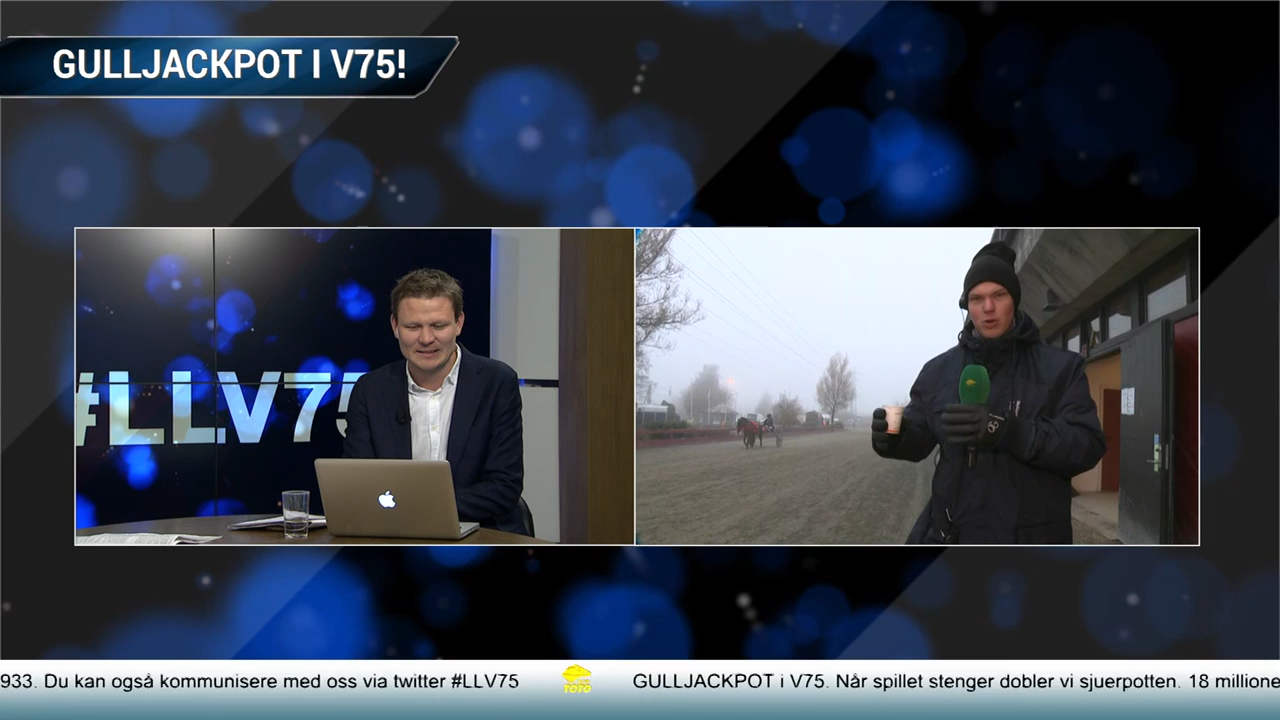 GULLJACKPOT I V75!
#LLV75
933. Du kan også kommunisere med oss via twitter #LLV75
TOTO
GULLJACKPOT i V75. Når spillet stenger dobler vi sjuerpotten. 18 millione